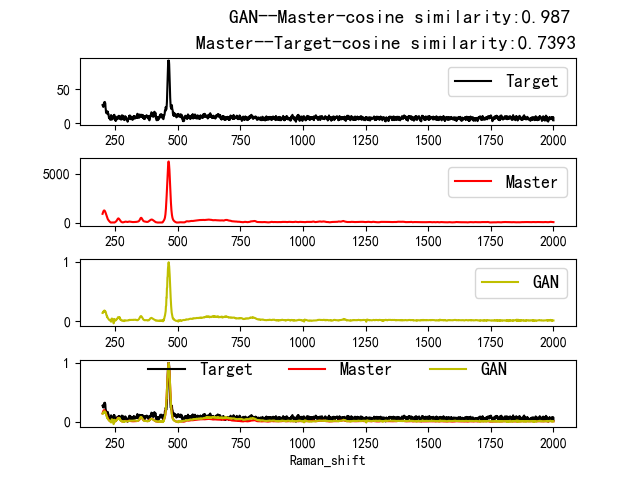 GAN--Master-cosine similarity:0.987
Master--Target-cosine similarity:0.7393
50
0
Target
250 500 750 1000 1250 1500 1750 2000
5000
0
Master
250 500 750 1000 1250 1500 1750 2000
1
0
GAN
250 500 750 1000 1250 1500 1750 2000
1
0
Target Master GAN
250 500 750 1000 1250 1500 1750 2000
Raman_shift